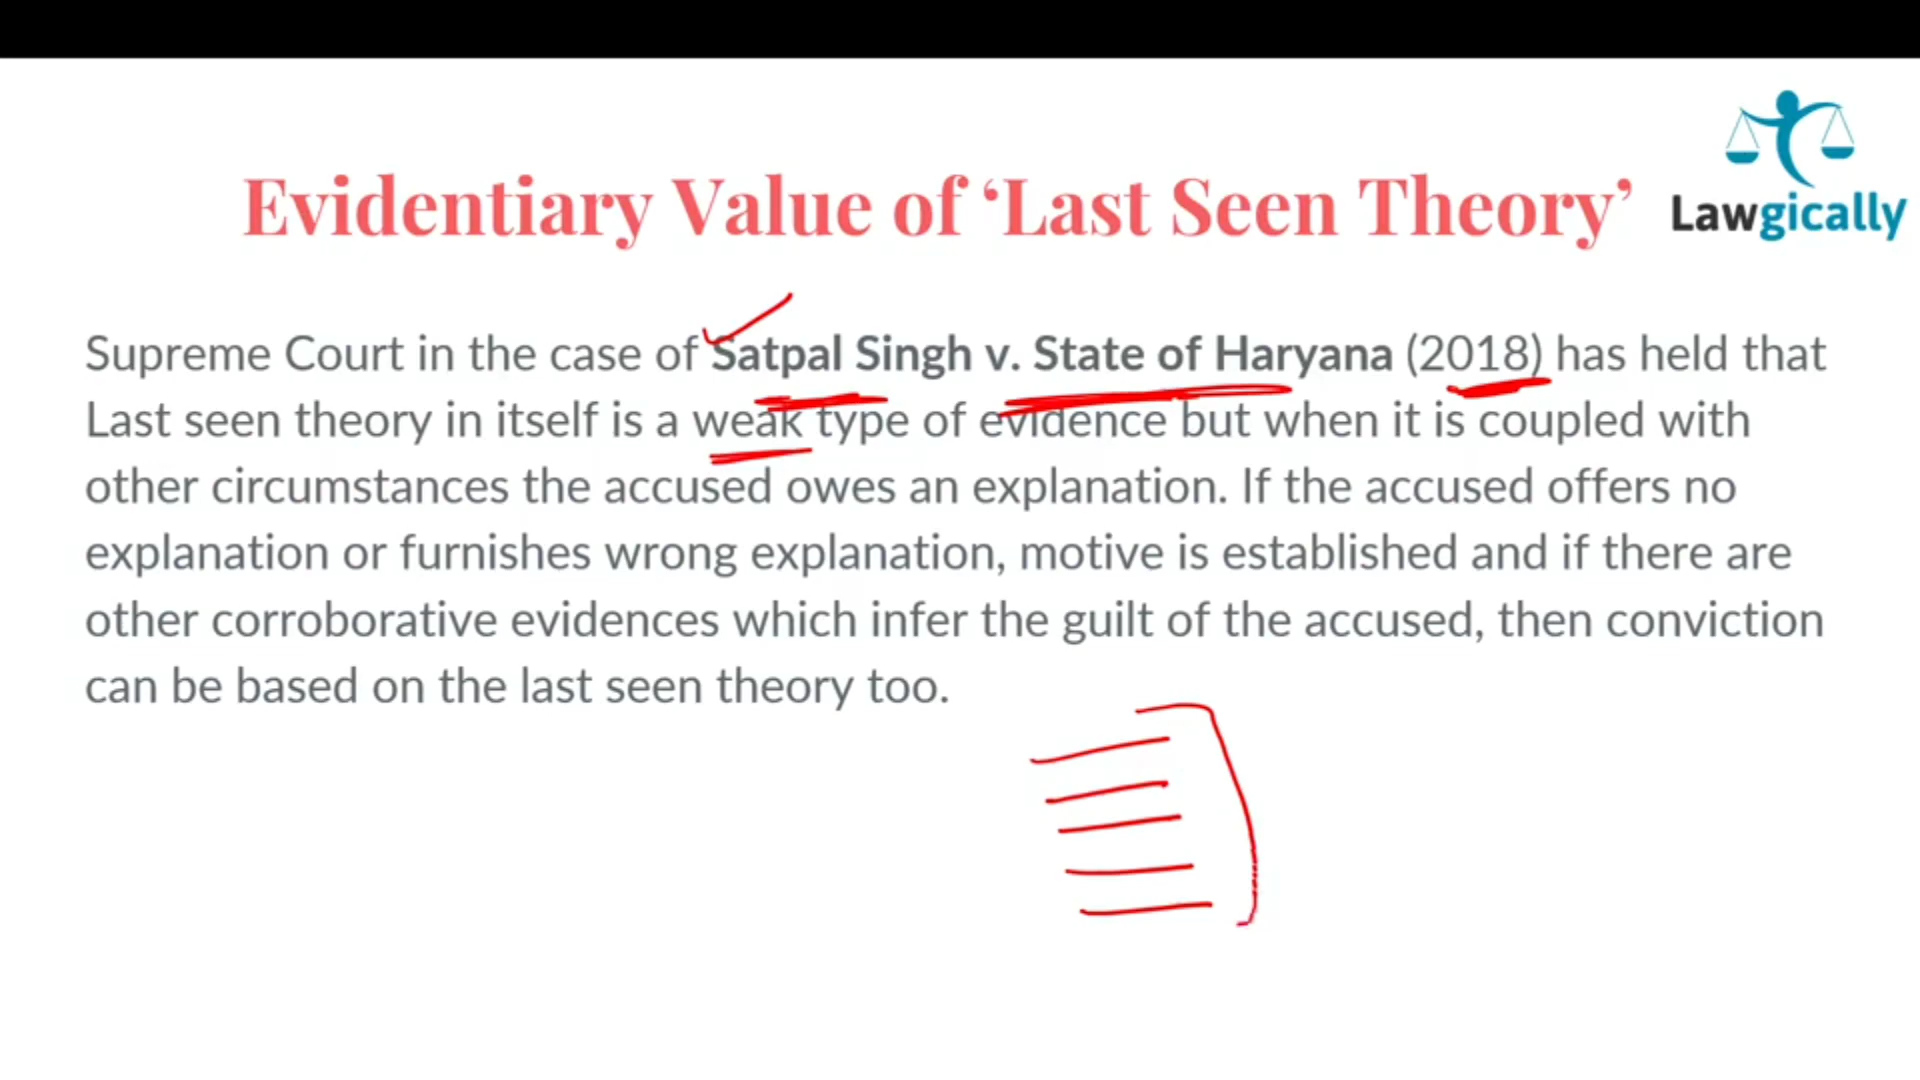 Evidentiary Value of ‘Last Seen Theory’
Lawgically
Supreme Court in the case of Satpal Singh v. State of Haryana (2018) has held that
Last seen theory in itself is a weak type of evidence but when it is coupled with
other circumstances the accused owes an explanation. If the accused offers no
explanation or furnishes wrong explanation, motive is established and if there are
other corroborative evidences which infer the guilt of the accused, then conviction
can be based on the last seen theory too.